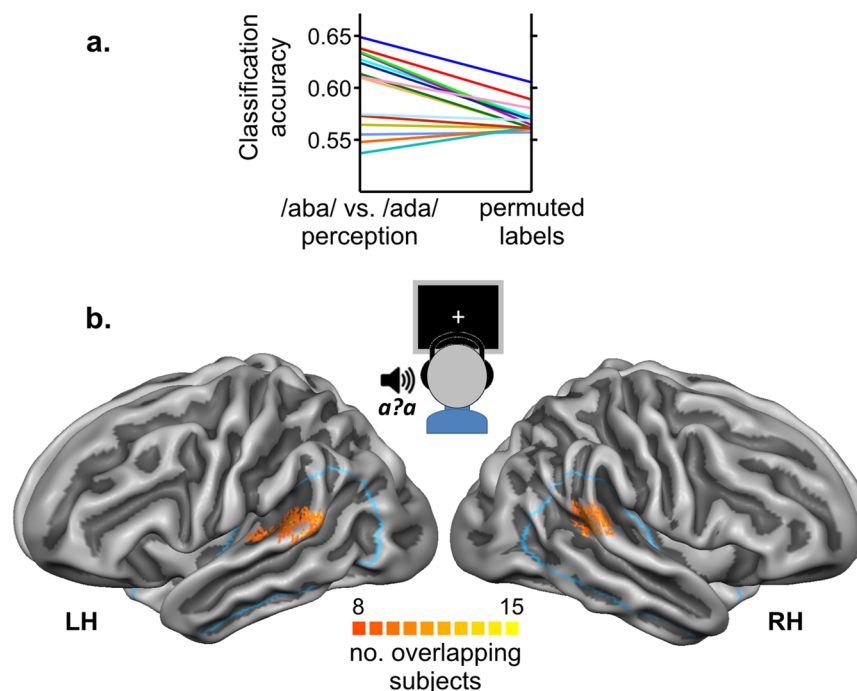 a.
Classification
accuracy
0.65
0.60
0.55
/aba/ vs. /ada/
perception
permuted
labels
b.
+
a?a
LH
RH
8
15
no. overlapping
subjects